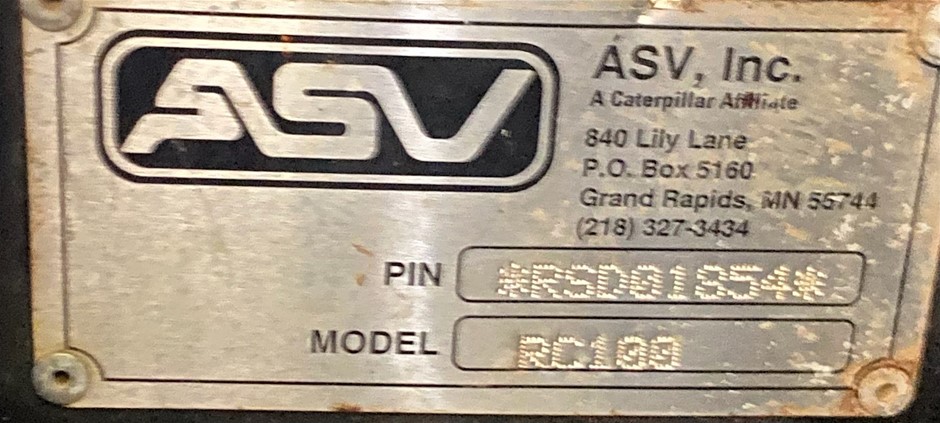 ASV
ASV, Inc.
A Caterpillar Affiliate
840 Lily Lane
P.O. Box 5160
Grand Rapids, MN 55744
(218) 327-3434
PIN *RSD01854*
MODEL RC100